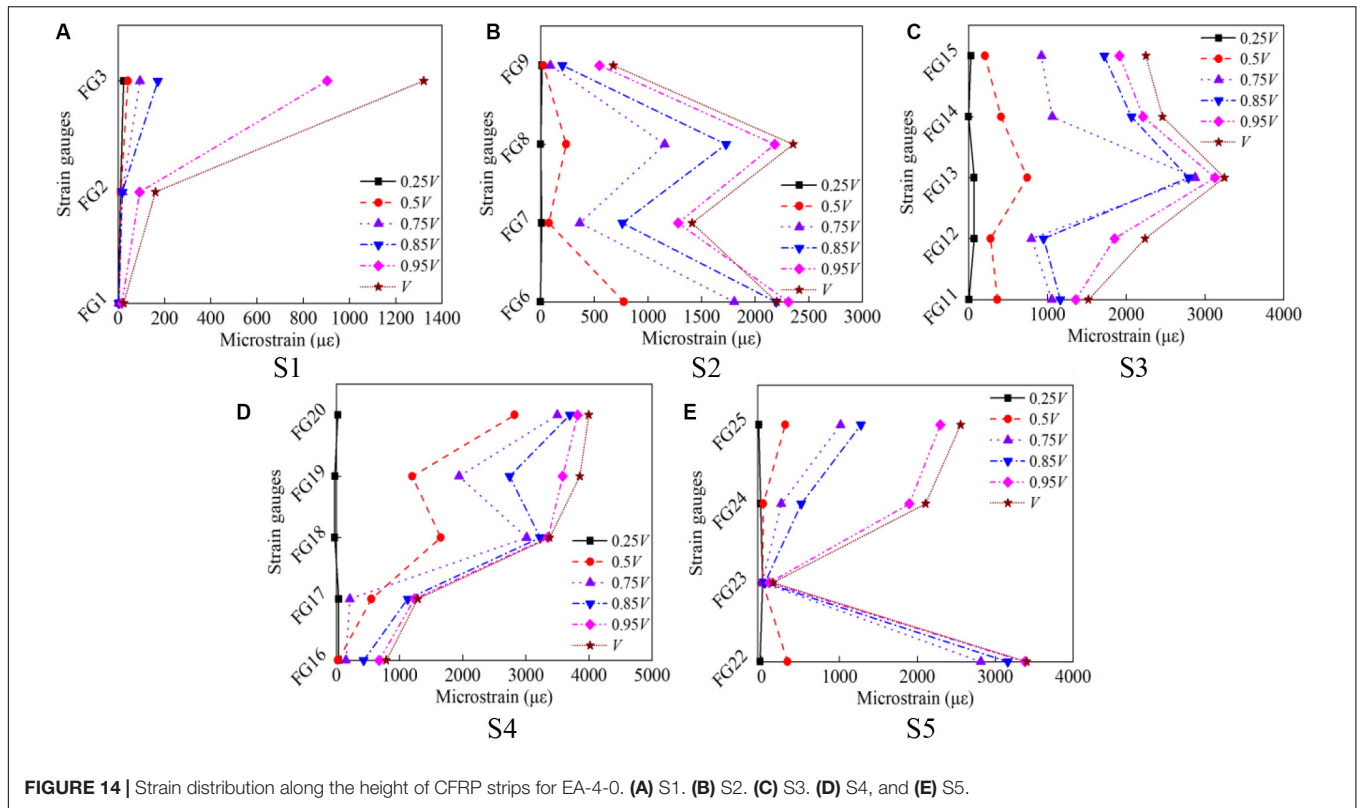 A
Strain gauges
FG3
FG2
FG1
0.25V
0.5V
0.75V
0.85V
0.95V
V
0 200 400 600 800 1000 1200 1400
Microstrain (με)
S1
B
Strain gauges
FG9
FG8
FG7
FG6
0.25V
0.5V
0.75V
0.85V
0.95V
V
0 500 1000 1500 2000 2500 3000
Microstrain (με)
S2
C
Strain gauges
FG15
FG14
FG13
FG12
FG11
0.25V
0.5V
0.75V
0.85V
0.95V
V
0 1000 2000 3000 4000
Microstrain (με)
S3
D
Strain gauges
FG20
FG19
FG18
FG17
FG16
0.25V
0.5V
0.75V
0.85V
0.95V
V
0 1000 2000 3000 4000 5000
Microstrain (με)
S4
E
Strain gauges
FG25
FG24
FG23
FG22
0.25V
0.5V
0.75V
0.85V
0.95V
V
0 1000 2000 3000 4000
Microstrain (με)
S5
FIGURE 14 | Strain distribution along the height of CFRP strips for EA-4-0. (A) S1. (B) S2. (C) S3. (D) S4, and (E) S5.